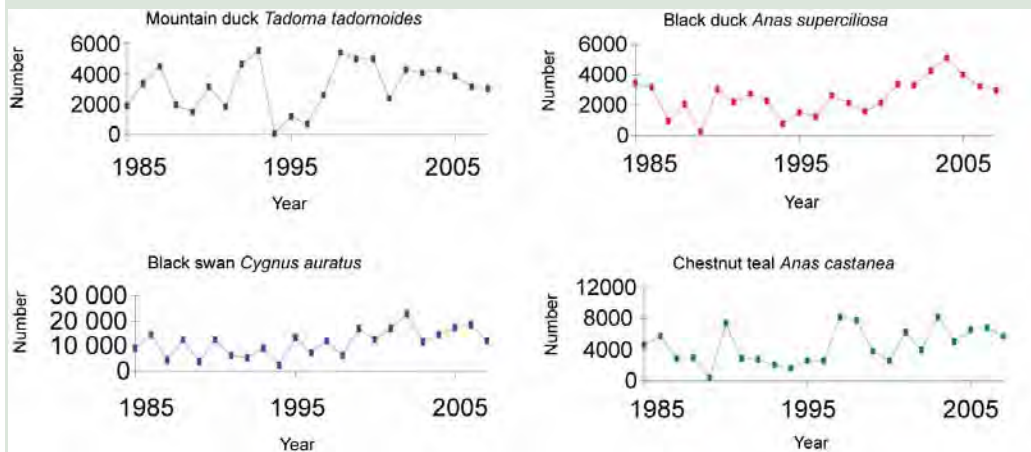 Mountain duck Tadorna tadornoides
Number
6000
4000
2000
0
1985
1995
2005
Year
Black duck Anas superciliosa
Number
6000
4000
2000
0
1985
1995
2005
Year
Black swan Cygnus auratus
Number
30 000
20 000
10 000
0
1985
1995
2005
Year
Chestnut teal Anas castanea
Number
12000
8000
4000
0
1985
1995
2005
Year